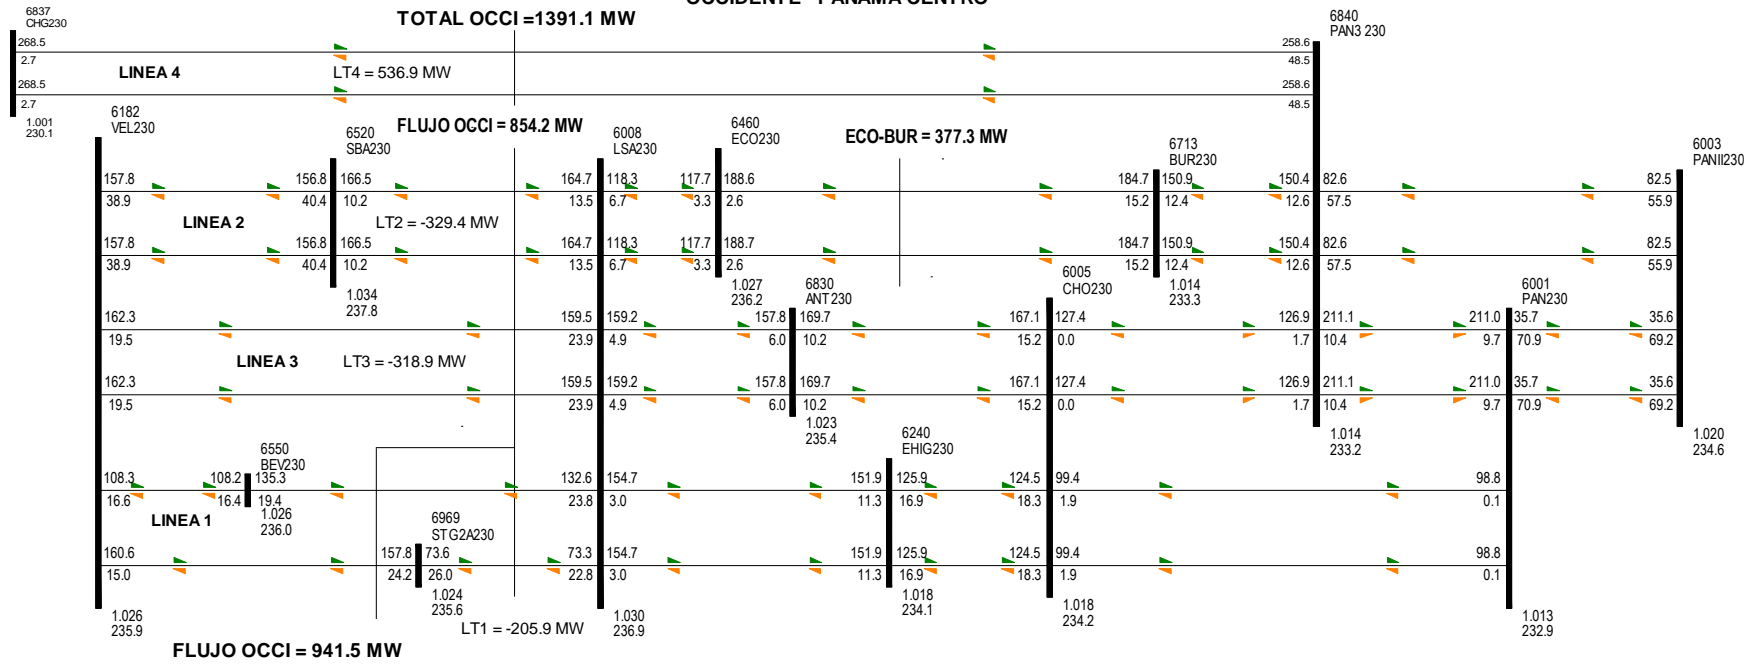 OCCIDENTE - PANAMÁ CENTRO
TOTAL OCCI =1391.1 MW
6837
CHG230
268.5
2.7
LINEA 4
LT4 = 536.9 MW
268.5
2.7
1.001
230.1
6840
PAN3 230
258.6
48.5
258.6
48.5
6182
VEL230
FLUJO OCCI = 854.2 MW
6520
SBA230
6008
LSA230
6460
ECO230
ECO-BUR = 377.3 MW
6713
BUR230
6003
PANII230
157.8 156.8 166.5 164.7 118.3 117.7 188.6 184.7 150.9 150.4 82.6 82.5
38.9 40.4 10.2 13.5 6.7 3.3 2.6 15.2 12.4 12.6 57.5 55.9
LINEA 2
LT2 = -329.4 MW
157.8 156.8 166.5 164.7 118.3 117.7 188.7 184.7 150.9 150.4 82.6 82.5
38.9 40.4 10.2 13.5 6.7 3.3 2.6 15.2 12.4 12.6 57.5 55.9
1.034
237.8
1.027
236.2
6830
ANT230
6005
CHO230
1.014
233.3
6001
PAN230
162.3 159.5 159.2 157.8 169.7 167.1 127.4 126.9 211.1 211.0 35.7 35.6
19.5 23.9 4.9 6.0 10.2 15.2 0.0 1.7 10.4 9.7 70.9 69.2
LINEA 3
LT3 = -318.9 MW
162.3 159.5 159.2 157.8 169.7 167.1 127.4 126.9 211.1 211.0 35.7 35.6
19.5 23.9 4.9 6.0 10.2 15.2 0.0 1.7 10.4 9.7 70.9 69.2
1.023
235.4
1.014
233.2
1.020
234.6
6550
BEV230
6240
EHIG230
108.3 108.2 135.3 132.6 154.7 151.9 125.9 124.5 99.4 98.8
16.6 16.4 19.4 23.8 3.0 11.3 16.9 18.3 1.9 0.1
1.026
236.0
LINEA 1
6969
STG2A230
160.6 157.8 73.6 73.3 154.7 151.9 125.9 124.5 99.4 98.8
15.0 24.2 26.0 22.8 3.0 11.3 16.9 18.3 1.9 0.1
1.024
235.6
1.018
234.1
1.018
234.2
1.026
235.9
LT1 = -205.9 MW
1.030
236.9
1.013
232.9
FLUJO OCCI = 941.5 MW